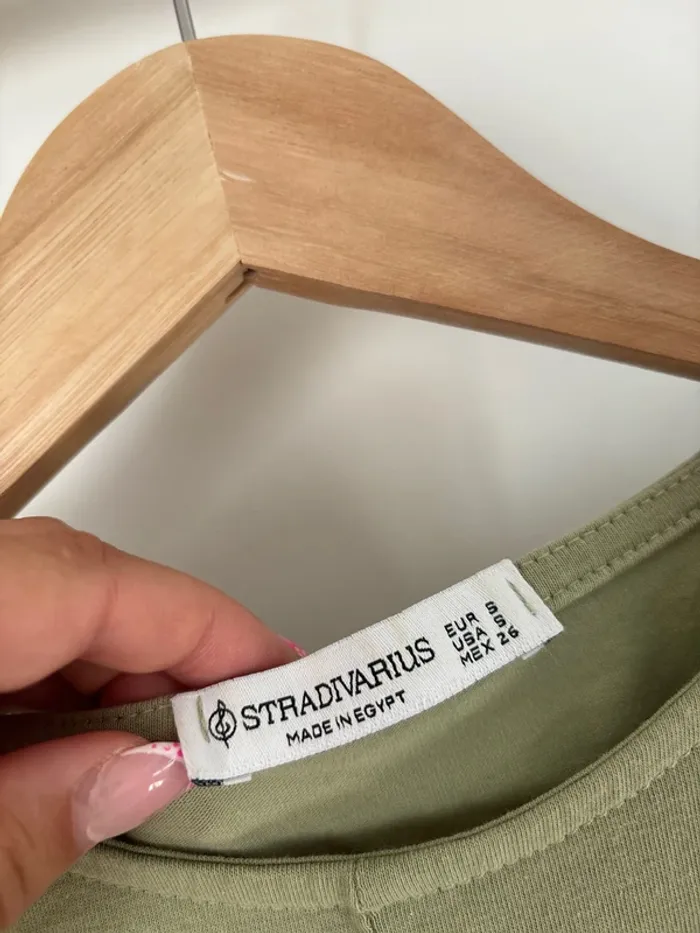 STRADIVARIUS
MADE IN EGYPT
EUR S
USA S
MEX 26